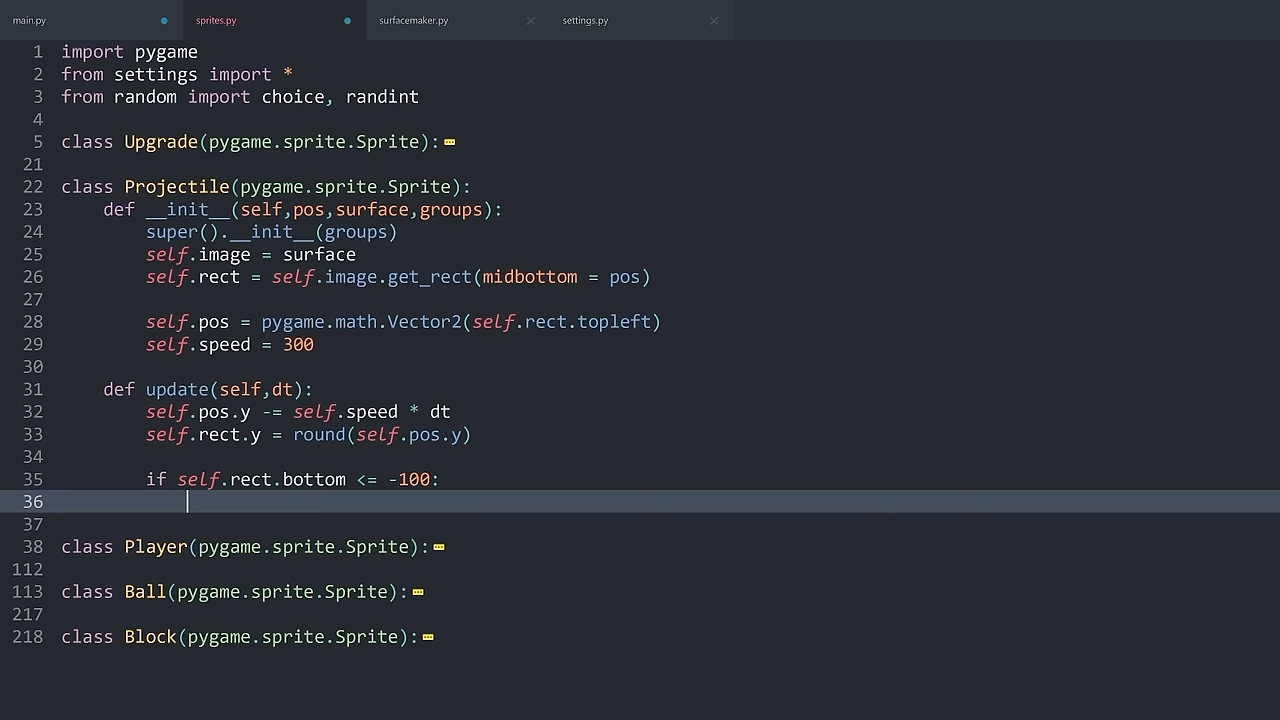 main.py sprites.py surfacemaker.py settings.py
1 import pygame
2 from settings import *
3 from random import choice, randint
4
5 class Upgrade(pygame.sprite.Sprite):
21
22 class Projectile(pygame.sprite.Sprite):
23     def __init__(self,pos,surface,groups):
24         super().__init__(groups)
25         self.image = surface
26         self.rect = self.image.get_rect(midbottom = pos)
27
28         self.pos = pygame.math.Vector2(self.rect.topleft)
29         self.speed = 300
30
31     def update(self,dt):
32         self.pos.y -= self.speed * dt
33         self.rect.y = round(self.pos.y)
34
35         if self.rect.bottom <= -100:
36
37
38 class Player(pygame.sprite.Sprite):
112
113 class Ball(pygame.sprite.Sprite):
217
218 class Block(pygame.sprite.Sprite):